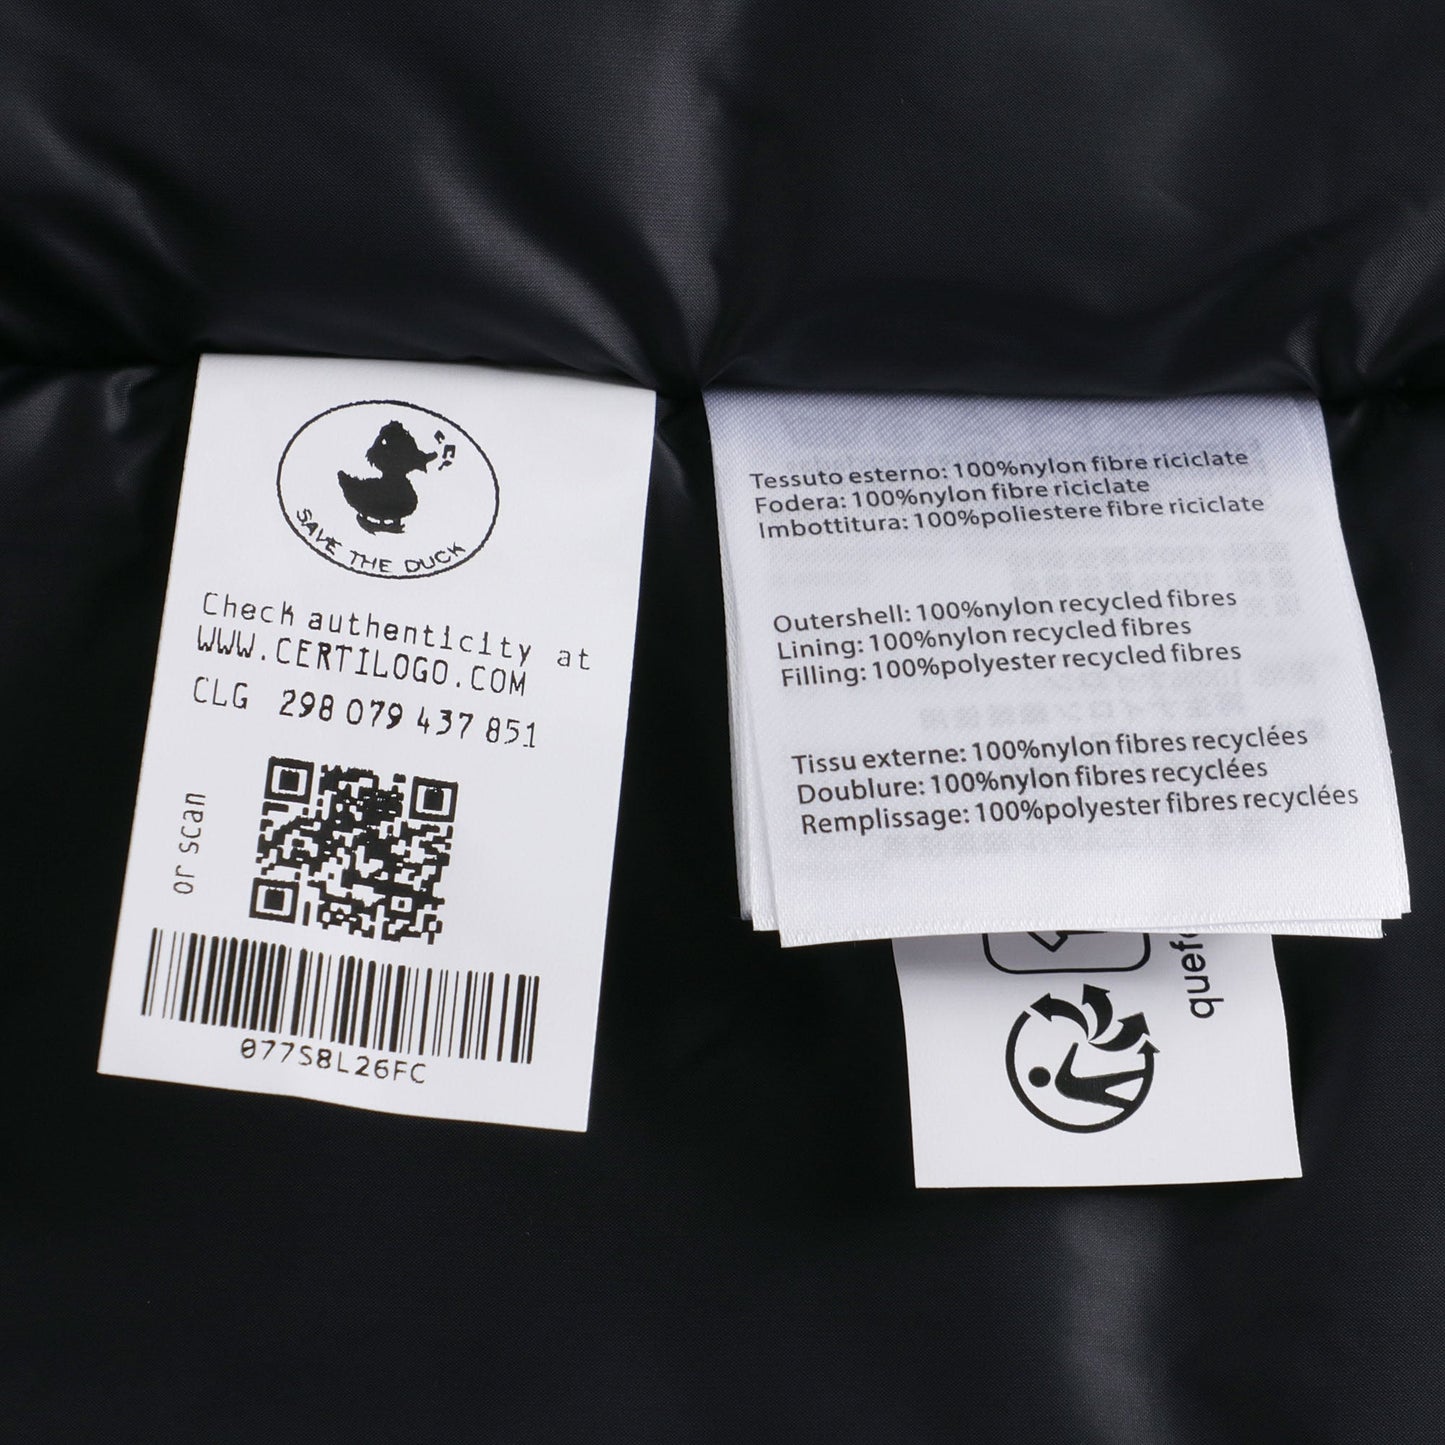 SAVE THE DUCK
Check authenticity at
WWW.CERTILOGO.COM
CLG 298 079 437 851
or scan
077S8L26FC
Tessuto esterno: 100%nylon fibre riciclate
Fodera: 100%nylon fibre riciclate
Imbottitura: 100%poliestere fibre riciclate
Outershell: 100%nylon recycled fibres
Lining: 100%nylon recycled fibres
Filling: 100%polyester recycled fibres
Tissu externe: 100%nylon fibres recyclées
Doublure: 100%nylon fibres recyclées
Remplissage: 100%polyester fibres recyclées